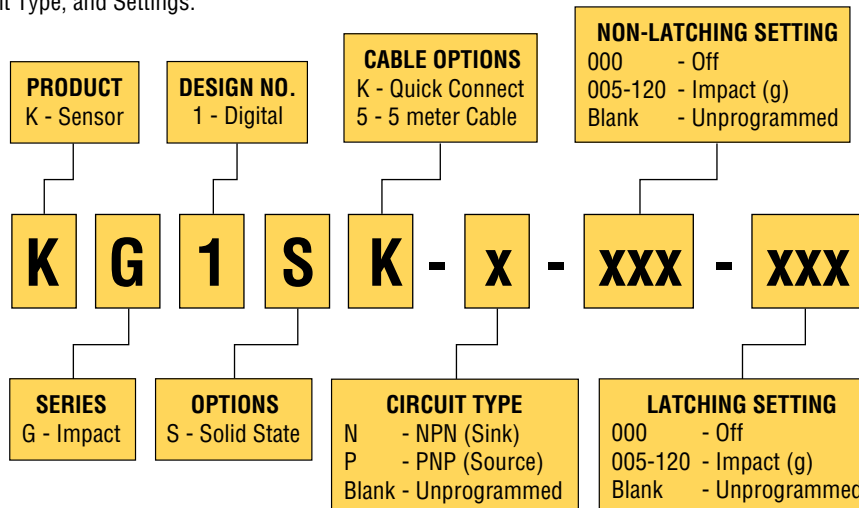 Type, and Settings.
NON-LATCHING SETTING
000 - Off
005-120 - Impact (g)
Blank - Unprogrammed
CABLE OPTIONS
K - Quick Connect
5 - 5 meter Cable
PRODUCT
K - Sensor
DESIGN NO.
1 - Digital
K G 1 S K - x - xxx - xxx
SERIES
G - Impact
OPTIONS
S - Solid State
CIRCUIT TYPE
N - NPN (Sink)
P - PNP (Source)
Blank - Unprogrammed
LATCHING SETTING
000 - Off
005-120 - Impact (g)
Blank - Unprogrammed